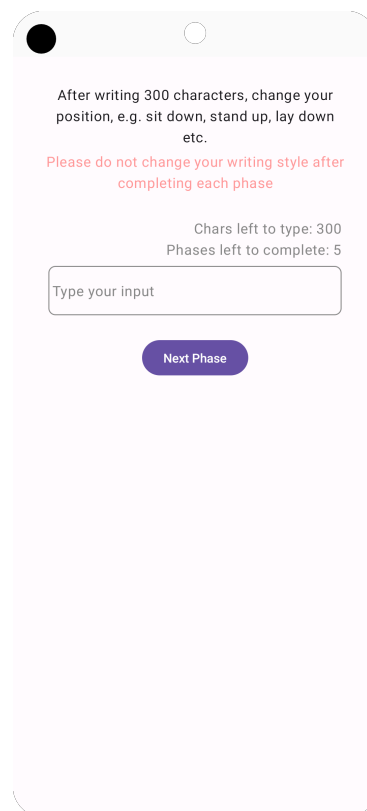 After writing 300 characters, change your
position, e.g. sit down, stand up, lay down
etc.
Please do not change your writing style after
completing each phase
Chars left to type: 300
Phases left to complete: 5
Type your input
Next Phase